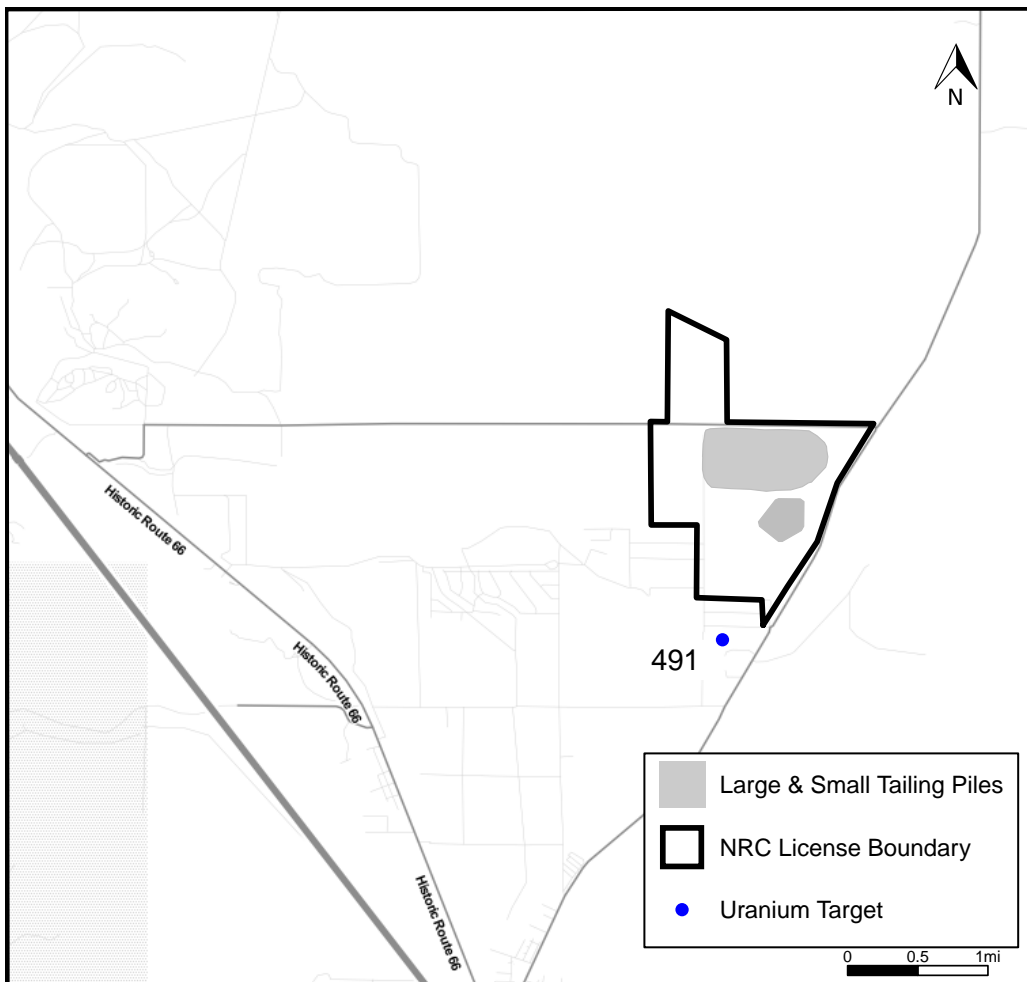 N
Historic Route 66
Historic Route 66
491
Historic Route 66
Large & Small Tailing Piles
NRC License Boundary
Uranium Target
0 0.5 1mi